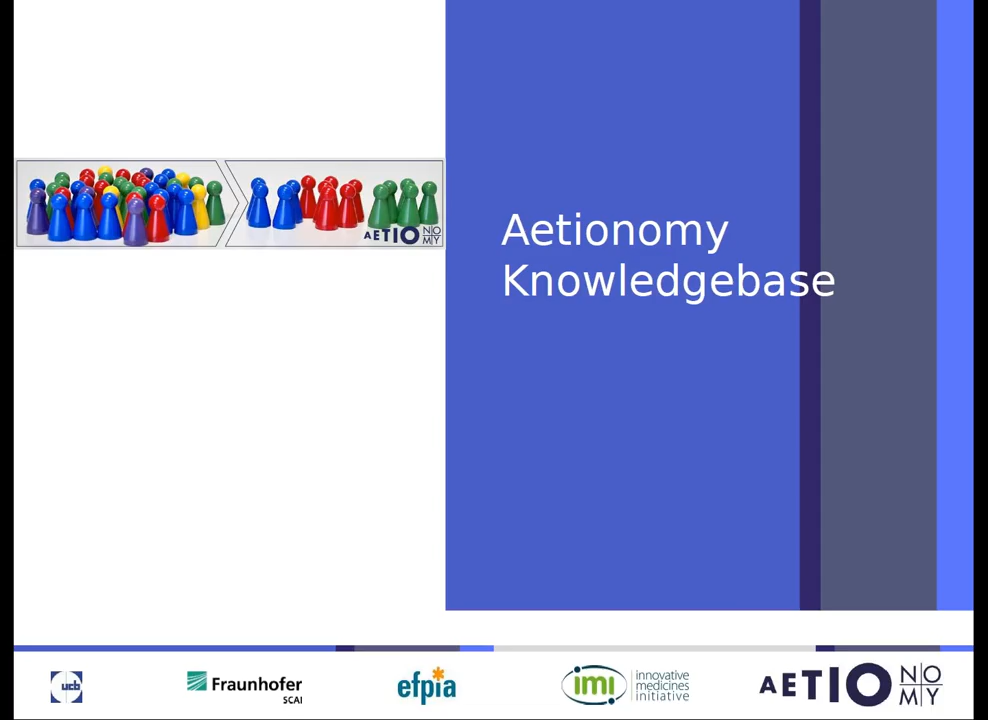 AETIONOMY
Aetionomy
Knowledgebase
ucb
Fraunhofer
SCAI
efpia
imi
innovative
medicines
initiative
AETIONOMY